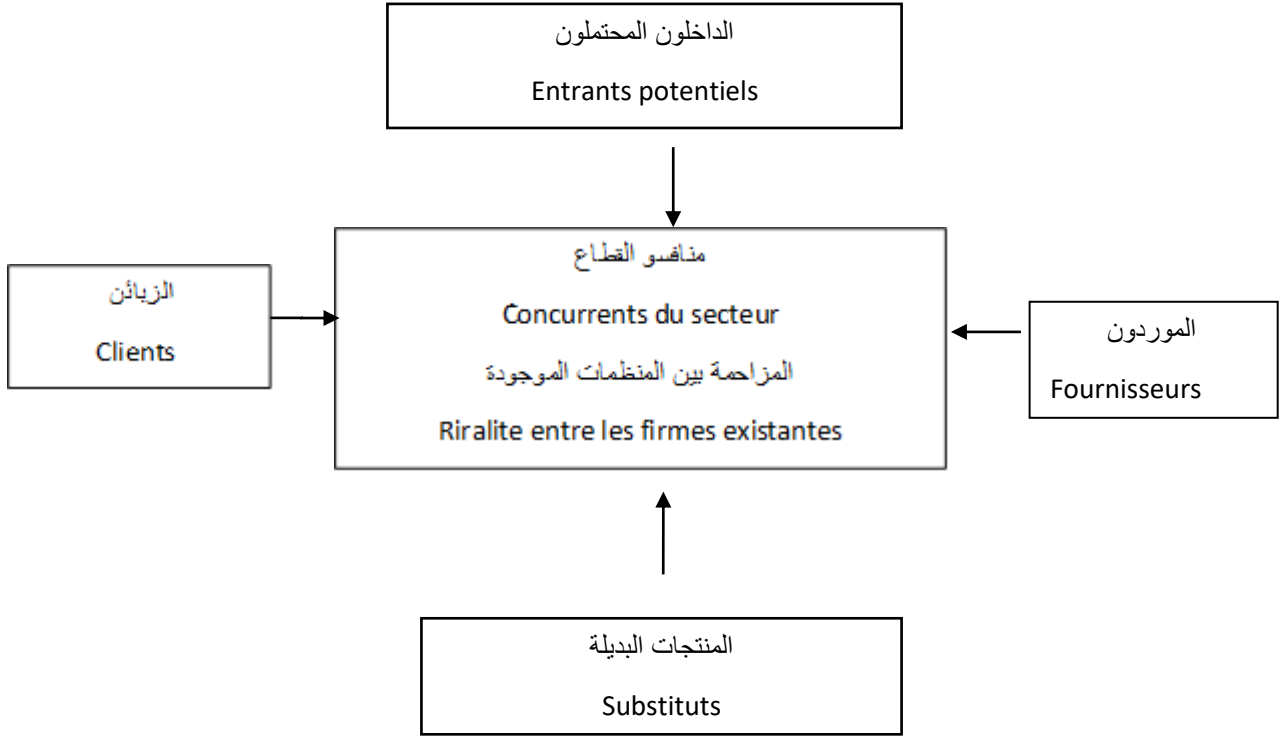 الداخلون المحتملون
Entrants potentiels
منافسو القطاع
Concurrents du secteur
المزاحمة بين المنظمات الموجودة
Riralite entre les firmes existantes
الزبائن
Clients
الموردون
Fournisseurs
المنتجات البديلة
Substituts